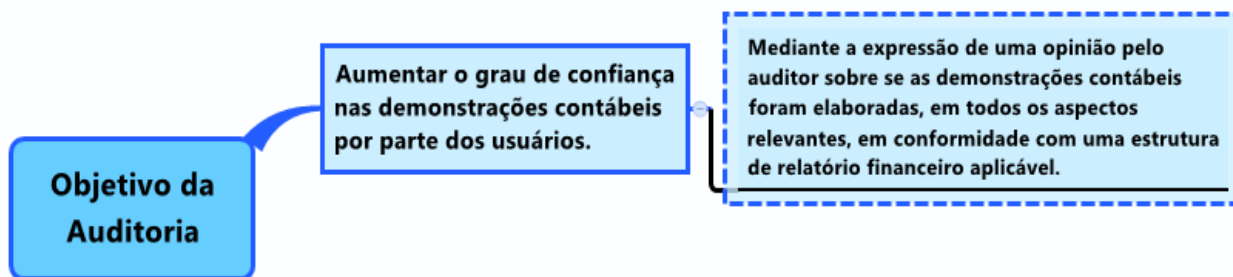 Objetivo da
Auditoria
Aumentar o grau de confiança
nas demonstrações contábeis
por parte dos usuários.
Mediante a expressão de uma opinião pelo
auditor sobre se as demonstrações contábeis
foram elaboradas, em todos os aspectos
relevantes, em conformidade com uma estrutura
de relatório financeiro aplicável.